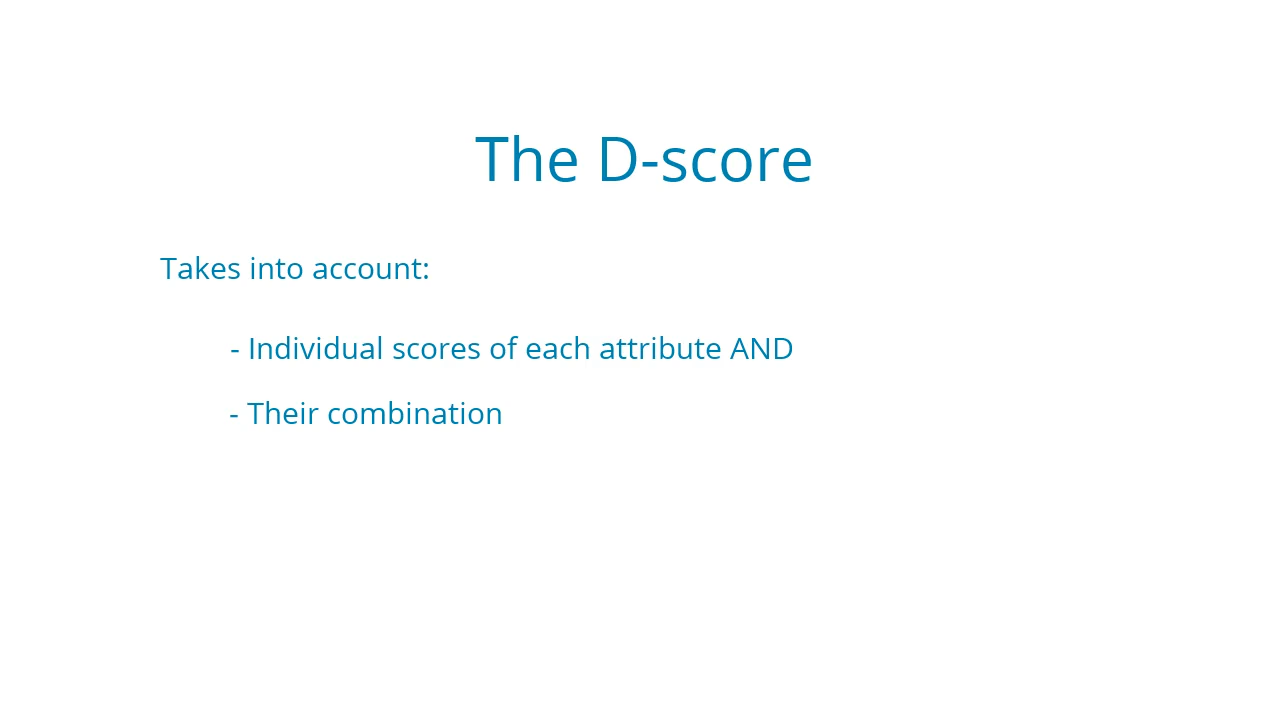 The D-score
Takes into account:
- Individual scores of each attribute AND
- Their combination